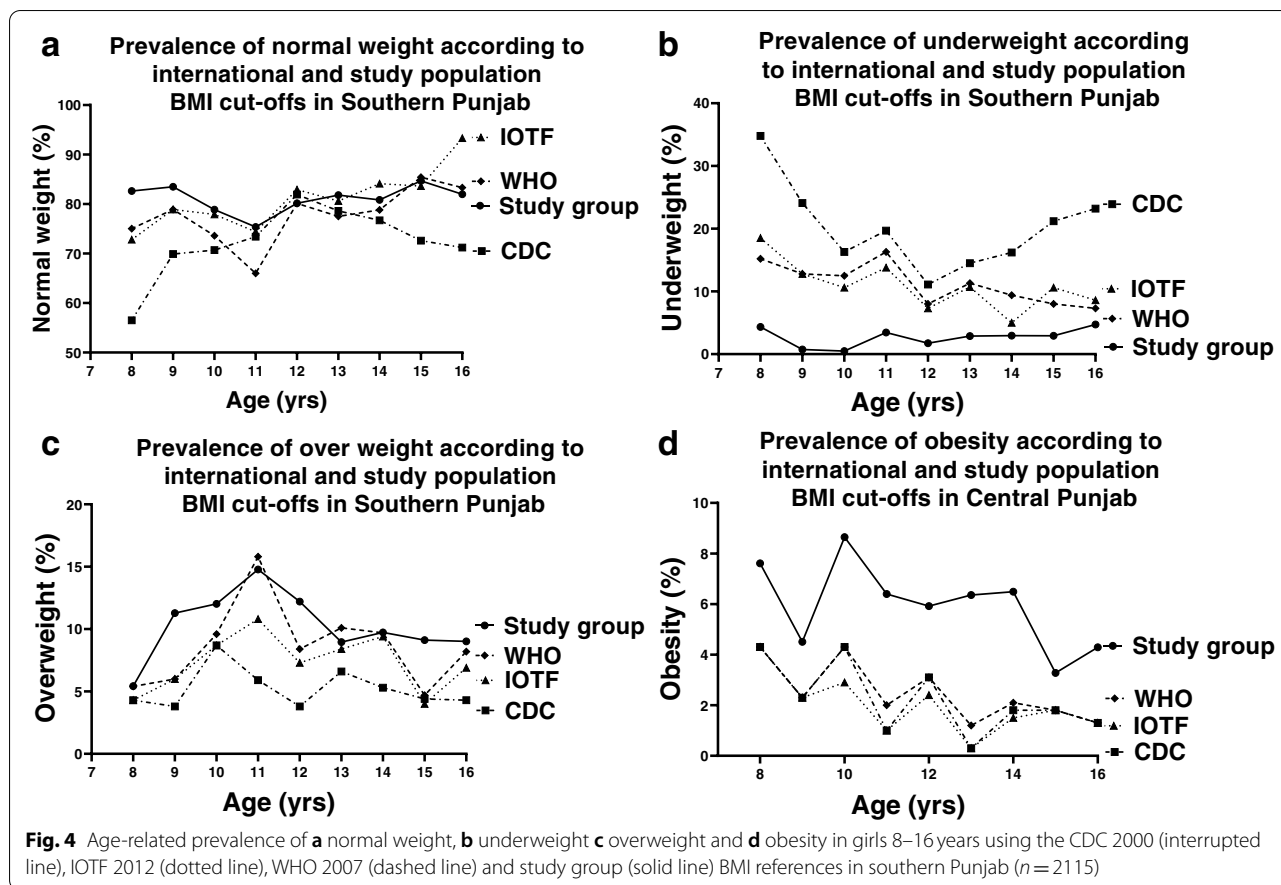 a
Prevalence of normal weight according to
international and study population
BMI cut-offs in Southern Punjab
Normal weight (%)
100
90
80
70
60
50
7 8 9 10 11 12 13 14 15 16
Age (yrs)
IOTF
WHO
Study group
CDC
b
Prevalence of underweight according
to international and study population
BMI cut-offs in Southern Punjab
Underweight (%)
40
30
20
10
0
7 8 9 10 11 12 13 14 15 16
Age (yrs)
CDC
IOTF
WHO
Study group
c
Prevalence of over weight according to
international and study population
BMI cut-offs in Southern Punjab
Overweight (%)
20
15
10
5
0
7 8 9 10 11 12 13 14 15 16
Age (yrs)
Study group
WHO
IOTF
CDC
d
Prevalence of obesity according to
international and study population
BMI cut-offs in Central Punjab
Obesity (%)
10
8
6
4
2
0
8 10 12 14 16
Age (yrs)
Study group
WHO
IOTF
CDC
Fig. 4 Age-related prevalence of a normal weight, b underweight c overweight and d obesity in girls 8–16 years using the CDC 2000 (interrupted
line), IOTF 2012 (dotted line), WHO 2007 (dashed line) and study group (solid line) BMI references in southern Punjab (n = 2115)